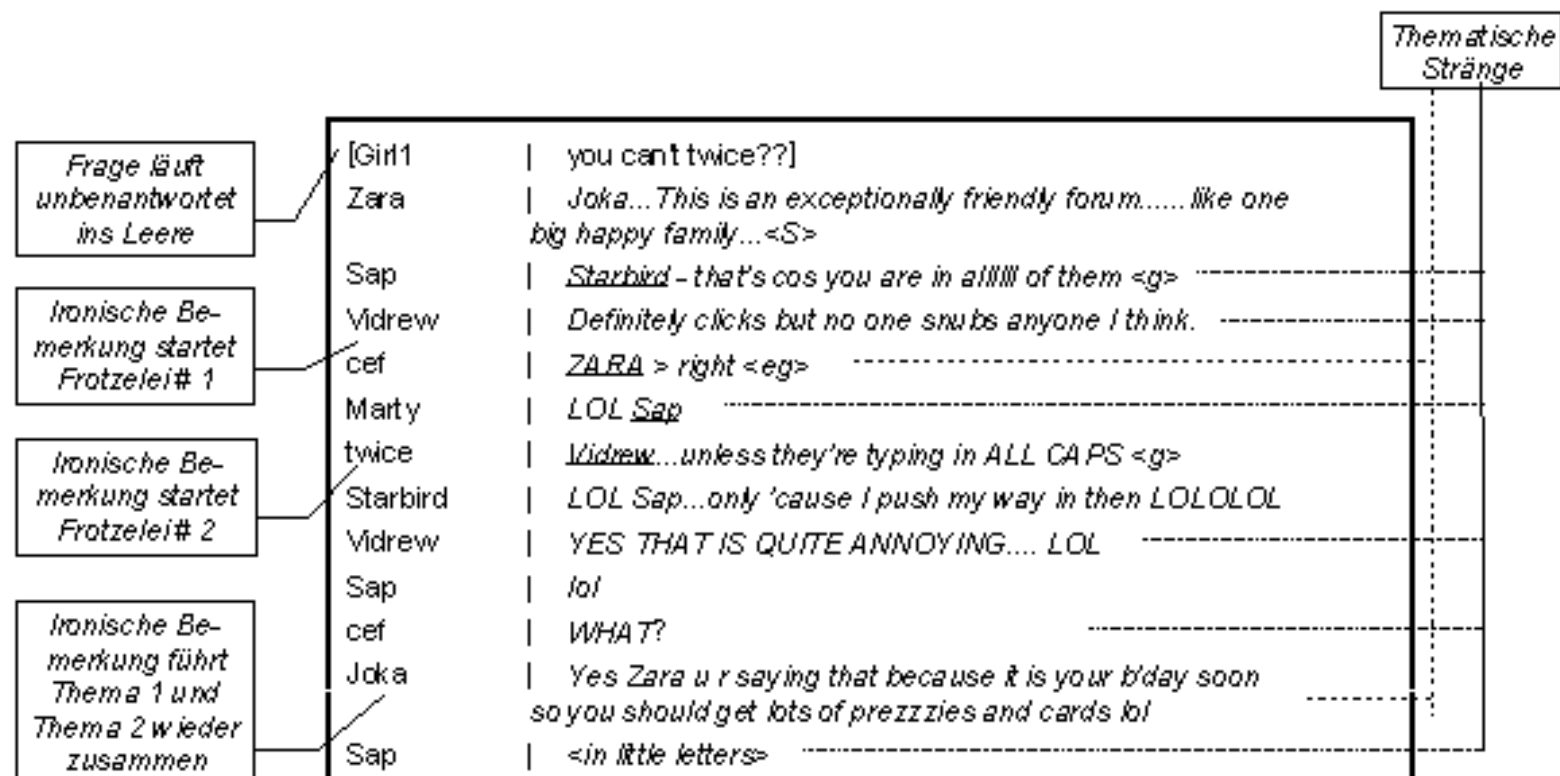 Thematische
Stränge
Frage läuft
unbenantwortet
ins Leere
Ironische Be-
merkung startet
Frotzelei # 1
Ironische Be-
merkung startet
Frotzelei # 2
Ironische Be-
merkung führt
Thema 1 und
Thema 2 wieder
zusammen
[Girl1 | you can't twice??]
Zara | Joka...This is an exceptionally friendly forum......like one
big happy family...<S>
Sap | Starbird - that's cos you are in alllllll of them <g>
Vidrew | Definitely clicks but no one snubs anyone I think.
cef | ZARA > right <eg>
Marty | LOL Sap
twice | Vidrew...unless they're typing in ALL CAPS <g>
Starbird | LOL Sap...only 'cause I push my way in then LOLOLOL
Vidrew | YES THAT IS QUITE ANNOYING.... LOL
Sap | lol
cef | WHAT?
Joka | Yes Zara u r saying that because it is your b'day soon
so you should get lots of prezzzies and cards lol
Sap | <in little letters>